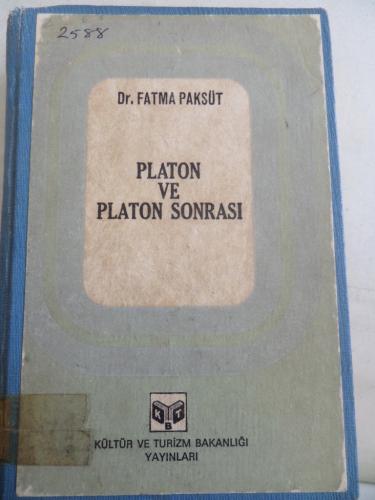 2588
Dr. FATMA PAKSÜT
PLATON
VE
PLATON SONRASI
K T
B
KÜLTÜR VE TURİZM BAKANLIĞI
YAYINLARI